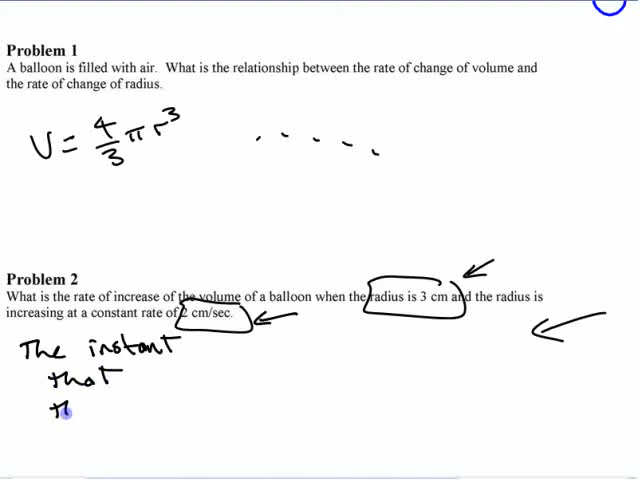 Problem 1
A balloon is filled with air. What is the relationship between the rate of change of volume and
the rate of change of radius.
V = 4/3 π r³
Problem 2
What is the rate of increase of the volume of a balloon when the radius is 3 cm and the radius is
increasing at a constant rate of 2 cm/sec.
The instant
that